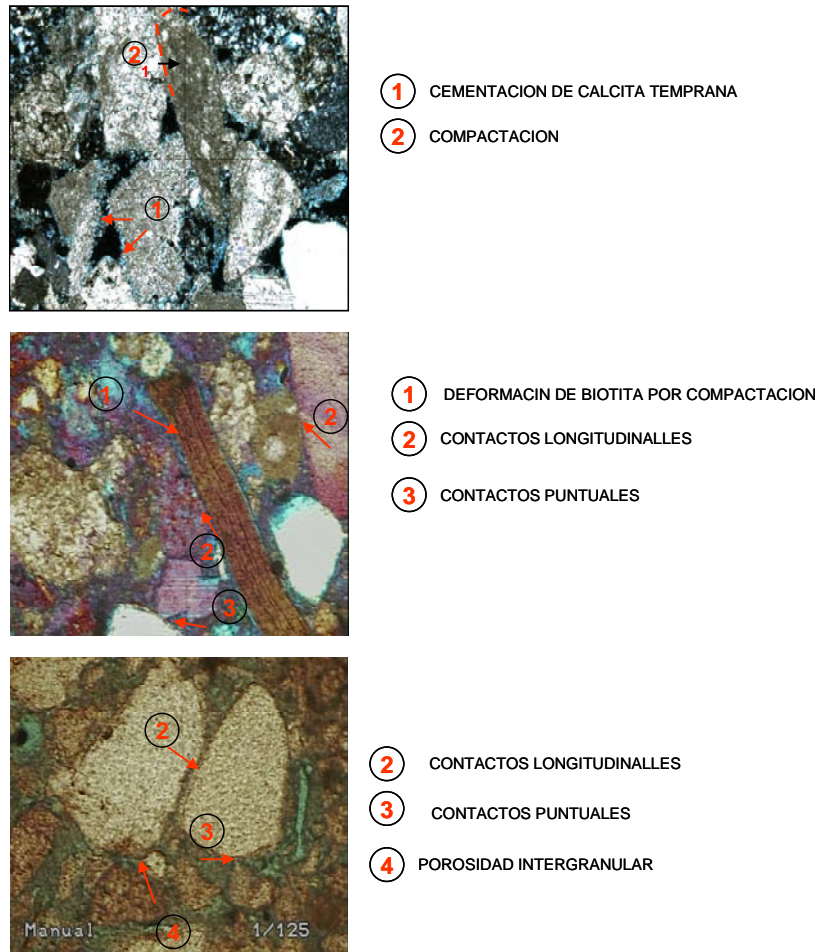 2
1
1
1 CEMENTACION DE CALCITA TEMPRANA
2 COMPACTACION
1
2
2
3
1 DEFORMACIN DE BIOTITA POR COMPACTACION
2 CONTACTOS LONGITUDINALLES
3 CONTACTOS PUNTUALES
2
3
4
Manual 1/125
2 CONTACTOS LONGITUDINALLES
3 CONTACTOS PUNTUALES
4 POROSIDAD INTERGRANULAR